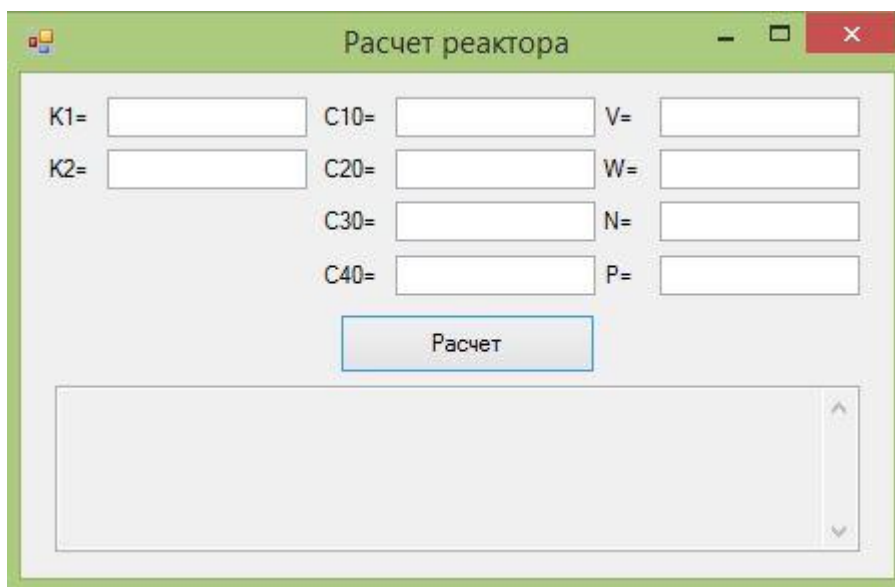 Расчет реактора
K1= C10= V=
K2= C20= W=
C30= N=
C40= P=
Расчет